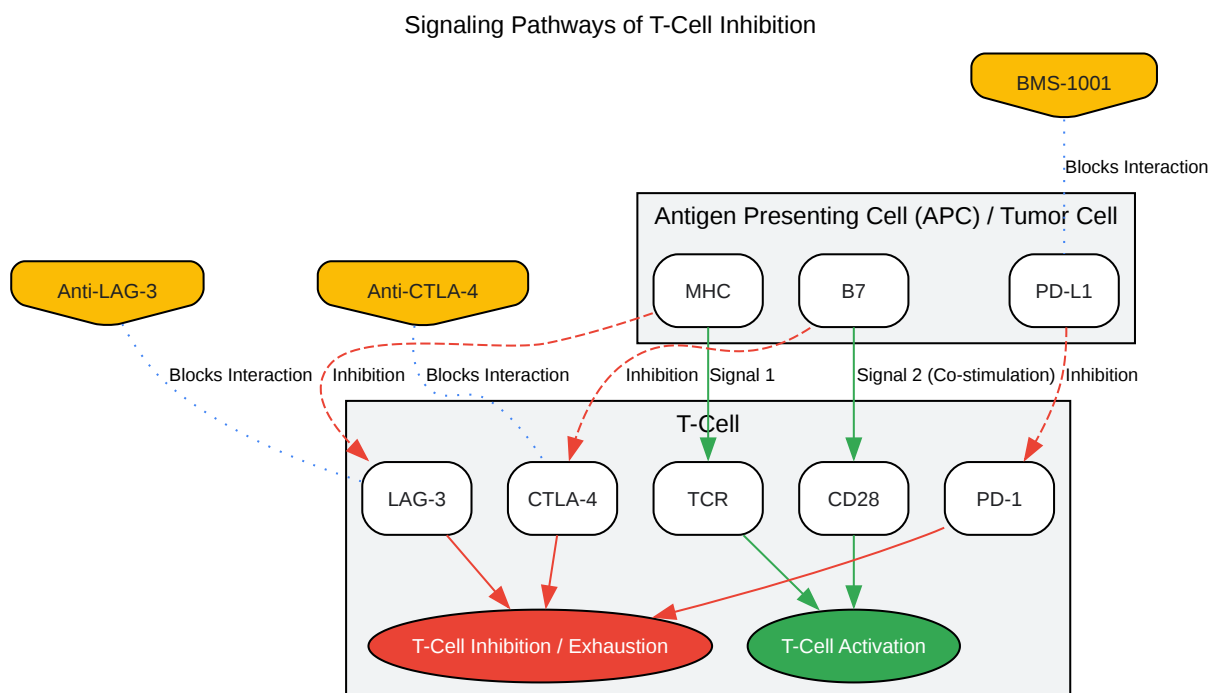 Signaling Pathways of T-Cell Inhibition
BMS-1001
Blocks Interaction
Antigen Presenting Cell (APC) / Tumor Cell
Anti-LAG-3
Anti-CTLA-4
MHC
B7
PD-L1
Blocks Interaction
Inhibition
Blocks Interaction
Inhibition
Signal 1
Signal 2 (Co-stimulation)
Inhibition
T-Cell
LAG-3
CTLA-4
TCR
CD28
PD-1
T-Cell Inhibition / Exhaustion
T-Cell Activation